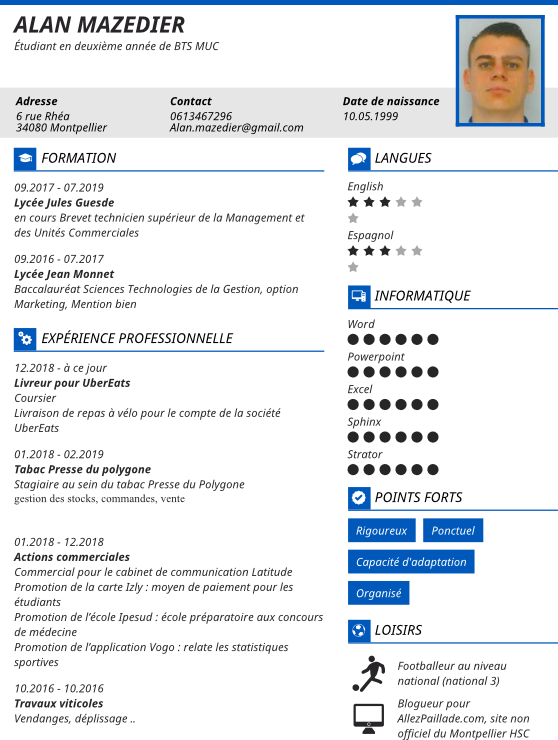 ALAN MAZEDIER
Étudiant en deuxième année de BTS MUC
Adresse
6 rue Rhéa
34080 Montpellier
Contact
0613467296
Alan.mazedier@gmail.com
Date de naissance
10.05.1999
FORMATION
09.2017 - 07.2019
Lycée Jules Guesde
en cours Brevet technicien supérieur de la Management et
des Unités Commerciales
09.2016 - 07.2017
Lycée Jean Monnet
Baccalauréat Sciences Technologies de la Gestion, option
Marketing, Mention bien
EXPÉRIENCE PROFESSIONNELLE
12.2018 - à ce jour
Livreur pour UberEats
Coursier
Livraison de repas à vélo pour le compte de la société
UberEats
01.2018 - 02.2019
Tabac Presse du polygone
Stagiaire au sein du tabac Presse du Polygone
gestion des stocks, commandes, vente
01.2018 - 12.2018
Actions commerciales
Commercial pour le cabinet de communication Latitude
Promotion de la carte Izly : moyen de paiement pour les
étudiants
Promotion de l'école Ipesud : école préparatoire aux concours
de médecine
Promotion de l'application Vogo : relate les statistiques
sportives
10.2016 - 10.2016
Travaux viticoles
Vendanges, déplissage ..
LANGUES
English
Espagnol
INFORMATIQUE
Word
Powerpoint
Excel
Sphinx
Strator
POINTS FORTS
Rigoureux
Ponctuel
Capacité d'adaptation
Organisé
LOISIRS
Footballeur au niveau
national (national 3)
Blogueur pour
AllezPaillade.com, site non
officiel du Montpellier HSC